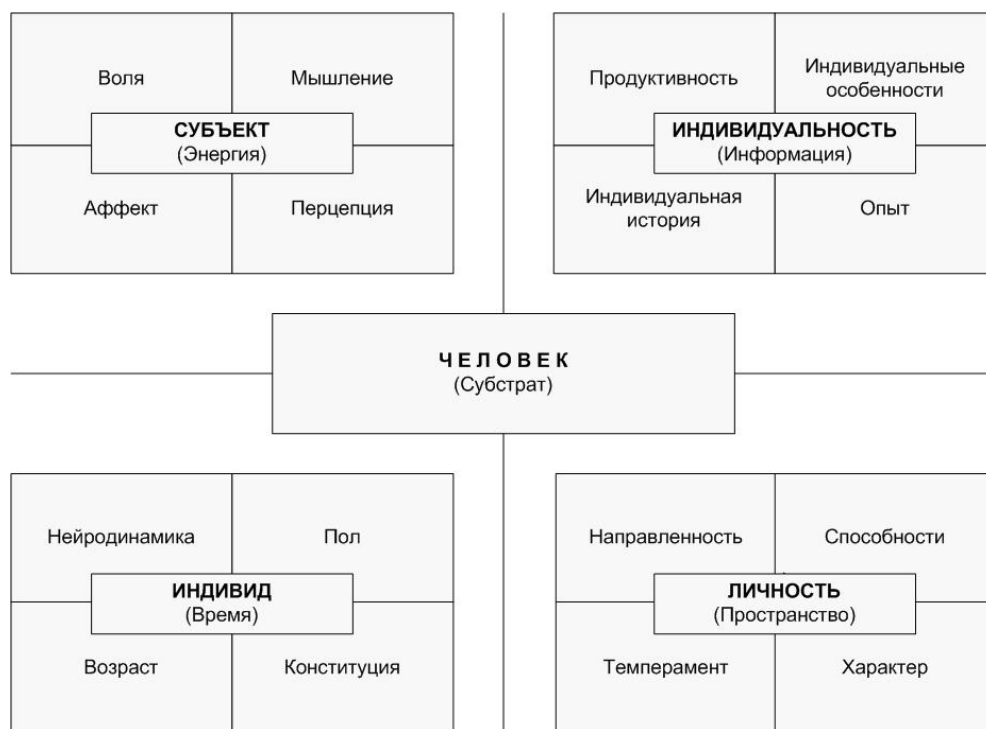 Воля
Мышление
СУБЪЕКТ
(Энергия)
Аффект
Перцепция
Продуктивность
Индивидуальные
особенности
ИНДИВИДУАЛЬНОСТЬ
(Информация)
Индивидуальная
история
Опыт
Ч Е Л О В Е К
(Субстрат)
Нейродинамика
Пол
ИНДИВИД
(Время)
Возраст
Конституция
Направленность
Способности
ЛИЧНОСТЬ
(Пространство)
Темперамент
Характер